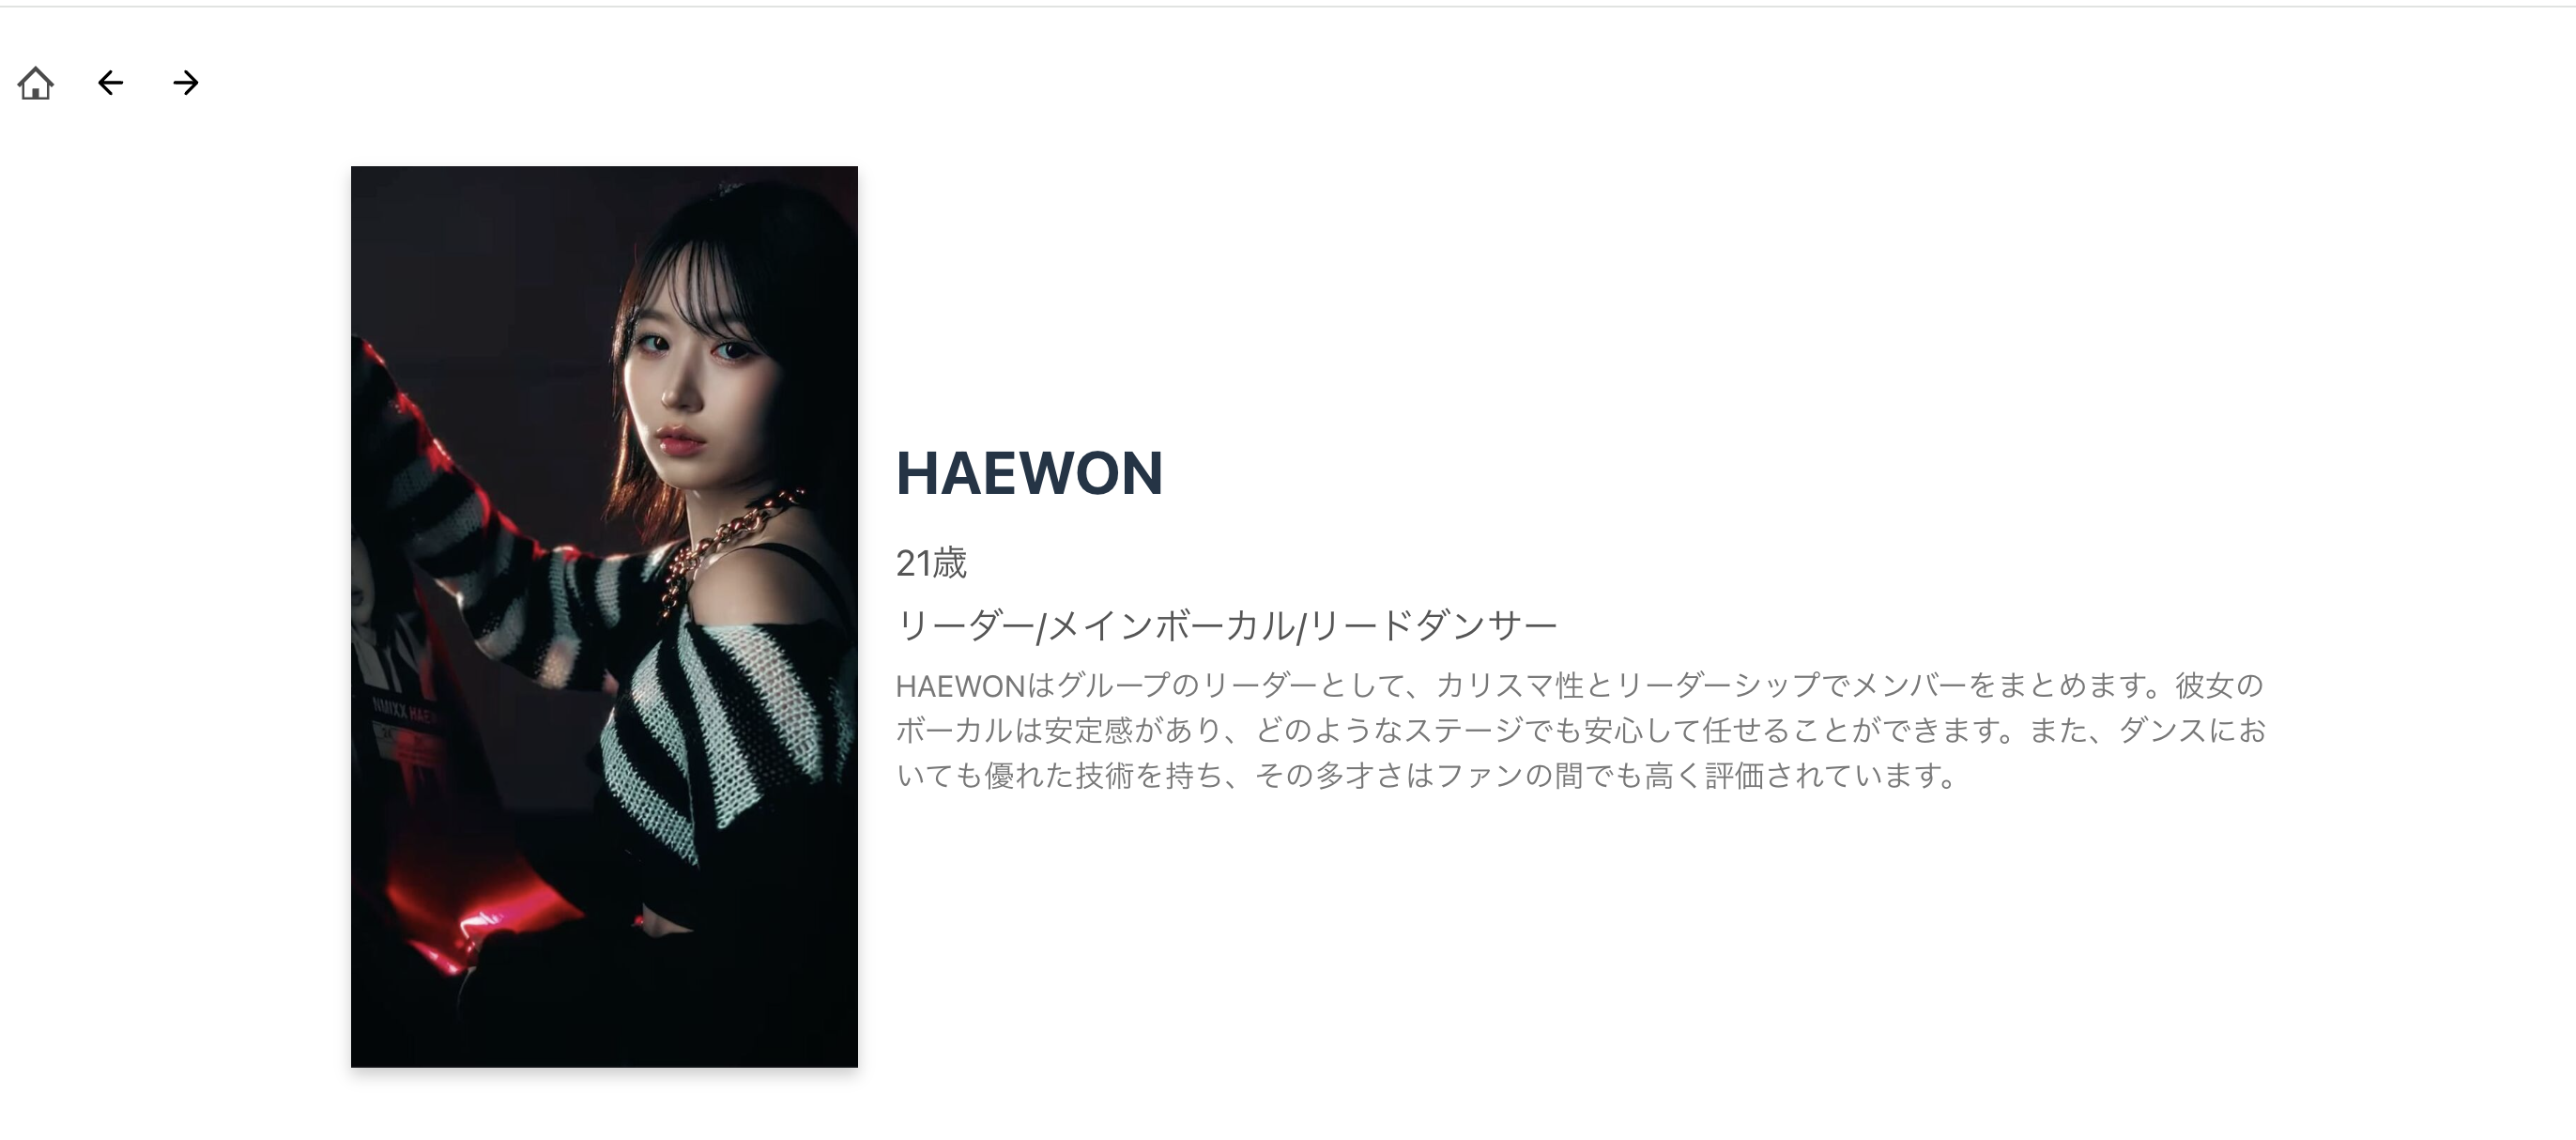 HAEWON
21歳
リーダー/メインボーカル/リードダンサー
HAEWONはグループのリーダーとして、カリスマ性とリーダーシップでメンバーをまとめます。彼女の
ボーカルは安定感があり、どのようなステージでも安心して任せることができます。また、ダンスにお
いても優れた技術を持ち、その多才さはファンの間でも高く評価されています。
NMIXX HAEW